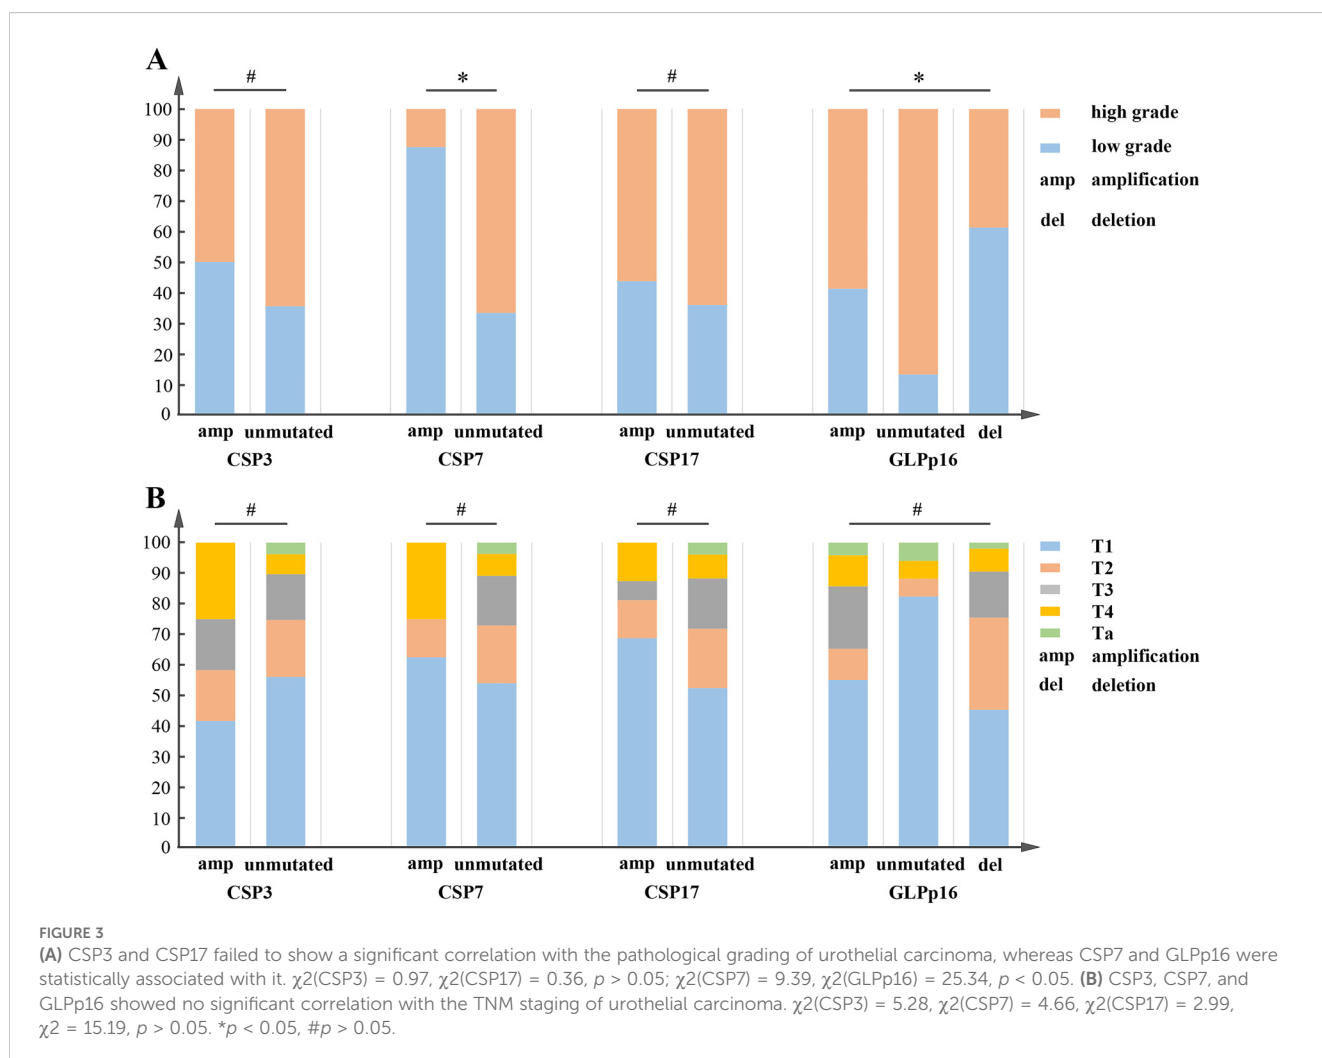 A
# * # *
100
90
80
70
60
50
40
30
20
10
0
high grade
low grade
amp amplification
del deletion
amp unmutated amp unmutated amp unmutated amp unmutated del
CSP3 CSP7 CSP17 GLPp16
B
# # # #
100
90
80
70
60
50
40
30
20
10
0
T1
T2
T3
T4
Ta
amp amplification
del deletion
amp unmutated amp unmutated amp unmutated amp unmutated del
CSP3 CSP7 CSP17 GLPp16
FIGURE 3
(A) CSP3 and CSP17 failed to show a significant correlation with the pathological grading of urothelial carcinoma, whereas CSP7 and GLPp16 were
statistically associated with it. χ2(CSP3) = 0.97, χ2(CSP17) = 0.36, p > 0.05; χ2(CSP7) = 9.39, χ2(GLPp16) = 25.34, p < 0.05. (B) CSP3, CSP7, and
GLPp16 showed no significant correlation with the TNM staging of urothelial carcinoma. χ2(CSP3) = 5.28, χ2(CSP7) = 4.66, χ2(CSP17) = 2.99,
χ2 = 15.19, p > 0.05. *p < 0.05, #p > 0.05.